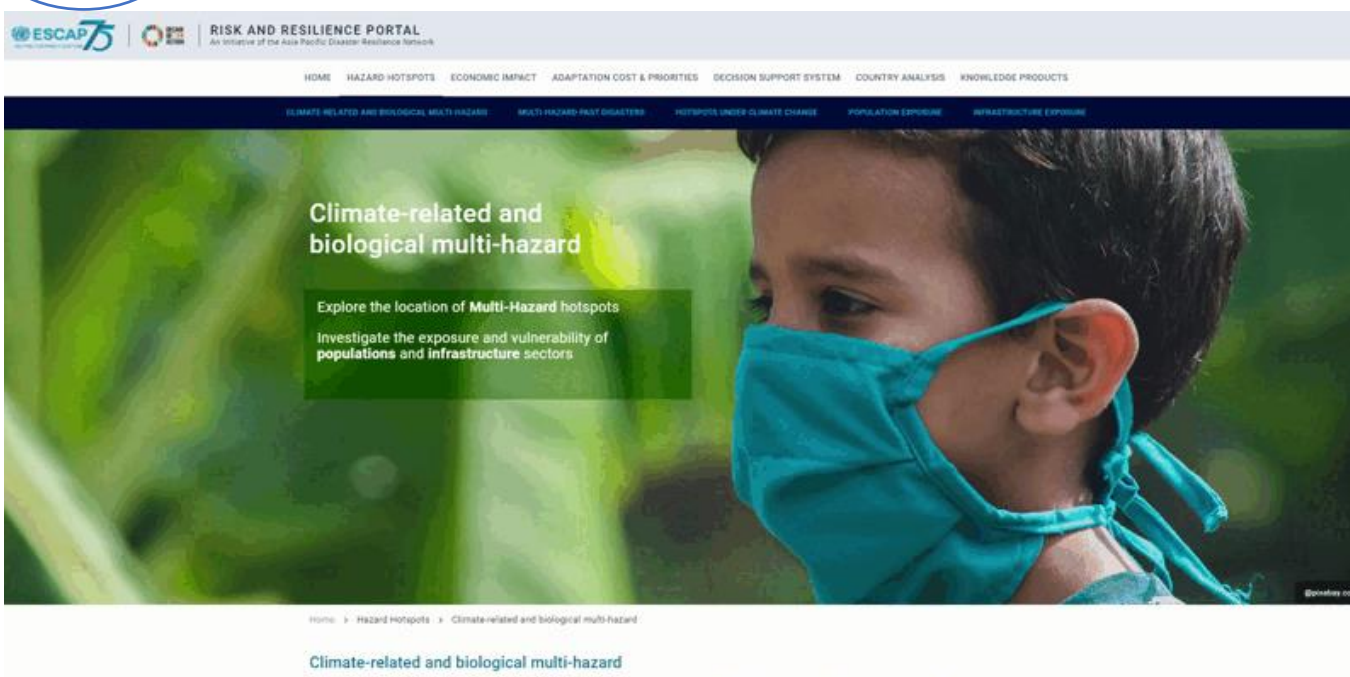 ESCAP 75
RISK AND RESILIENCE PORTAL
An Initiative of the Asia Pacific Disaster Resilience Network
HOME HAZARD HOTSPOTS ECONOMIC IMPACT ADAPTATION COST & PRIORITIES DECISION SUPPORT SYSTEM COUNTRY ANALYSIS KNOWLEDGE PRODUCTS
CLIMATE-RELATED AND BIOLOGICAL MULTI-HAZARD MULTI-HAZARD PAST DISASTERS HOTSPOTS UNDER CLIMATE CHANGE POPULATION EXPOSURE INFRASTRUCTURE EXPOSURE
Climate-related and
biological multi-hazard
Explore the location of Multi-Hazard hotspots
Investigate the exposure and vulnerability of
populations and infrastructure sectors
Home > Hazard Hotspots > Climate-related and biological multi-hazard
Climate-related and biological multi-hazard